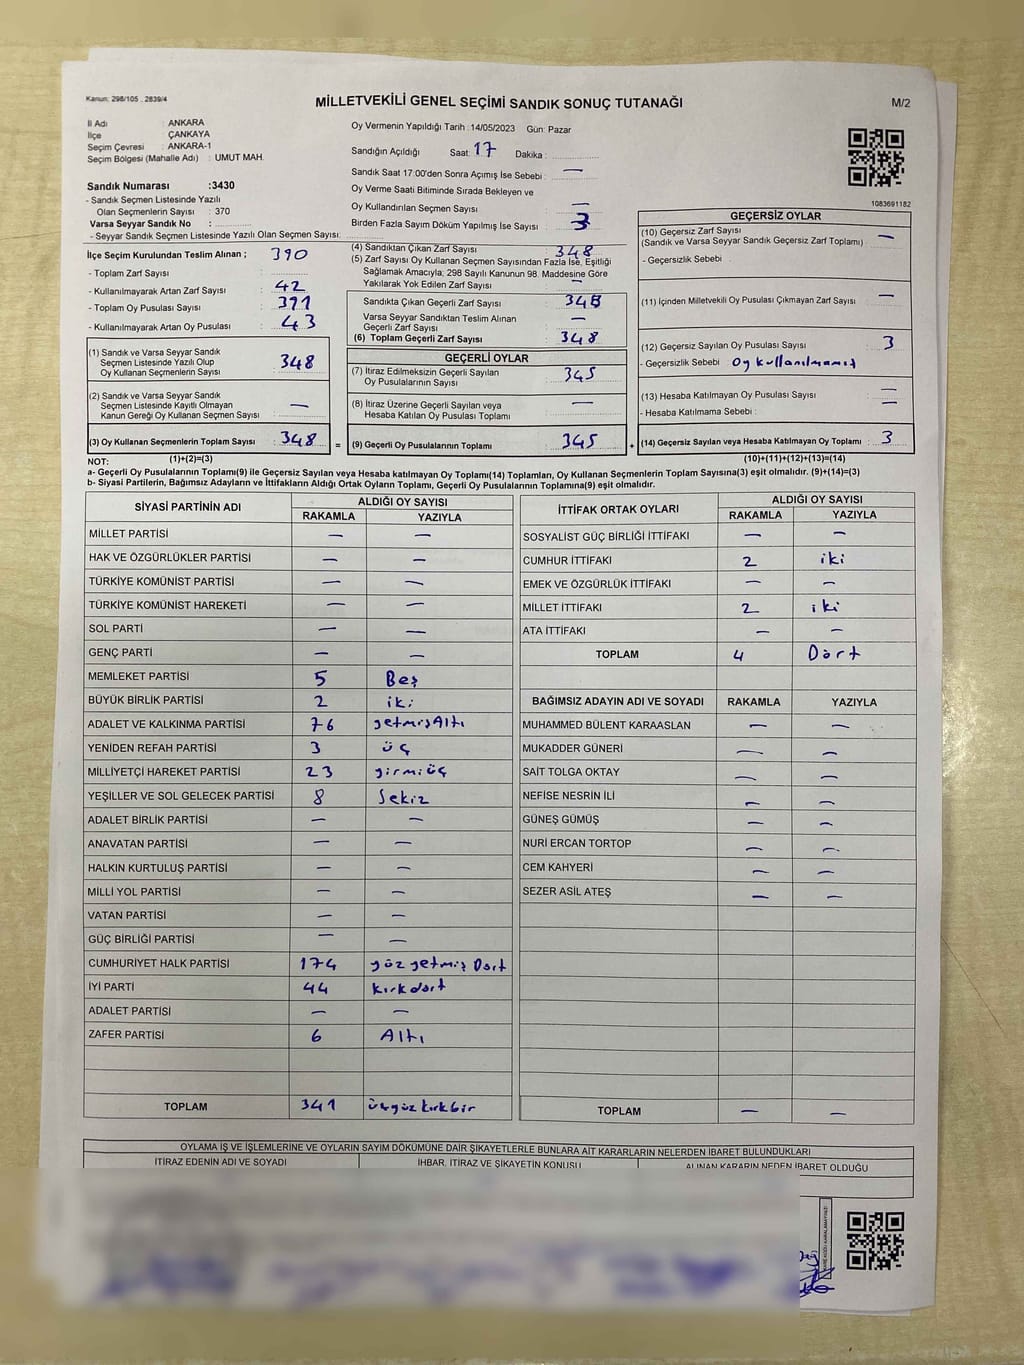 Kanun: 298/105 , 2839/4
MİLLETVEKİLİ GENEL SEÇİMİ SANDIK SONUÇ TUTANAĞI
M/2
İl Adı : ANKARA
İlçe : ÇANKAYA
Seçim Çevresi : ANKARA-1
Seçim Bölgesi (Mahalle Adı) : UMUT MAH.
Sandık Numarası :3430
- Sandık Seçmen Listesinde Yazılı
Olan Seçmenlerin Sayısı : 370
Varsa Seyyar Sandık No :
- Seyyar Sandık Seçmen Listesinde Yazılı Olan Seçmen Sayısı:
Oy Vermenin Yapıldığı Tarih : 14/05/2023 Gün: Pazar
Sandığın Açıldığı Saat: 17 Dakika :
Sandık Saat 17:00'den Sonra Açımış İse Sebebi : —
Oy Verme Saati Bitiminde Sırada Bekleyen ve
Oy Kullandırılan Seçmen Sayısı —
Birden Fazla Sayım Döküm Yapılmış İse Sayısı : 3
1083691182
İlçe Seçim Kurulundan Teslim Alınan ; 390
- Toplam Zarf Sayısı :
- Kullanılmayarak Artan Zarf Sayısı : 42
- Toplam Oy Pusulası Sayısı : 391
- Kullanılmayarak Artan Oy Pusulası : 43
(1) Sandık ve Varsa Seyyar Sandık
Seçmen Listesinde Yazılı Olup
Oy Kullanan Seçmenlerin Sayısı : 348
(2) Sandık ve Varsa Seyyar Sandık
Seçmen Listesinde Kayıtlı Olmayan
Kanun Gereği Oy Kullanan Seçmen Sayısı : —
(3) Oy Kullanan Seçmenlerin Toplam Sayısı : 348 =
(1)+(2)=(3)
(4) Sandıktan Çıkan Zarf Sayısı : 348
(5) Zarf Sayısı Oy Kullanan Seçmen Sayısından Fazla İse, Eşitliği
Sağlamak Amacıyla; 298 Sayılı Kanunun 98. Maddesine Göre
Yakılarak Yok Edilen Zarf Sayısı : —
Sandıkta Çıkan Geçerli Zarf Sayısı : 348
Varsa Seyyar Sandıktan Teslim Alınan
Geçerli Zarf Sayısı : —
(6) Toplam Geçerli Zarf Sayısı : 348
GEÇERLİ OYLAR
(7) İtiraz Edilmeksizin Geçerli Sayılan
Oy Pusulalarının Sayısı : 345
(8) İtiraz Üzerine Geçerli Sayılan veya
Hesaba Katılan Oy Pusulası Toplamı : —
(9) Geçerli Oy Pusulalarının Toplamı : 345 +
GEÇERSİZ OYLAR
(10) Geçersiz Zarf Sayısı
(Sandık ve Varsa Seyyar Sandık Geçersiz Zarf Toplamı) : —
- Geçersizlik Sebebi :
(11) İçinden Milletvekili Oy Pusulası Çıkmayan Zarf Sayısı : —
(12) Geçersiz Sayılan Oy Pusulası Sayısı : 3
- Geçersizlik Sebebi : Oy kullanılmamış
(13) Hesaba Katılmayan Oy Pusulası Sayısı : —
- Hesaba Katılmama Sebebi : —
(14) Geçersiz Sayılan veya Hesaba Katılmayan Oy Toplamı : 3
(10)+(11)+(12)+(13)=(14)
NOT:
a- Geçerli Oy Pusulalarının Toplamı(9) ile Geçersiz Sayılan veya Hesaba katılmayan Oy Toplamı(14) Toplamları, Oy Kullanan Seçmenlerin Toplam Sayısına(3) eşit olmalıdır. (9)+(14)=(3)
b- Siyasi Partilerin, Bağımsız Adayların ve İttifakların Aldığı Ortak Oyların Toplamı, Geçerli Oy Pusulalarının Toplamına(9) eşit olmalıdır.
SİYASİ PARTİNİN ADI ALDIĞI OY SAYISI
RAKAMLA YAZIYLA
MİLLET PARTİSİ — —
HAK VE ÖZGÜRLÜKLER PARTİSİ — —
TÜRKİYE KOMÜNİST PARTİSİ — —
TÜRKİYE KOMÜNİST HAREKETİ — —
SOL PARTİ — —
GENÇ PARTİ — —
MEMLEKET PARTİSİ 5 Beş
BÜYÜK BİRLİK PARTİSİ 2 iki
ADALET VE KALKINMA PARTİSİ 76 yetmişAltı
YENİDEN REFAH PARTİSİ 3 üç
MİLLİYETÇİ HAREKET PARTİSİ 23 yirmiüç
YEŞİLLER VE SOL GELECEK PARTİSİ 8 Sekiz
ADALET BİRLİK PARTİSİ — —
ANAVATAN PARTİSİ — —
HALKIN KURTULUŞ PARTİSİ — —
MİLLİ YOL PARTİSİ — —
VATAN PARTİSİ — —
GÜÇ BİRLİĞİ PARTİSİ — —
CUMHURİYET HALK PARTİSİ 174 yüz yetmiş Dört
İYİ PARTİ 44 kırkdört
ADALET PARTİSİ — —
ZAFER PARTİSİ 6 Altı
TOPLAM 341 üçyüzkırkbir
İTTİFAK ORTAK OYLARI ALDIĞI OY SAYISI
RAKAMLA YAZIYLA
SOSYALİST GÜÇ BİRLİĞİ İTTİFAKI — —
CUMHUR İTTİFAKI 2 iki
EMEK VE ÖZGÜRLÜK İTTİFAKI — —
MİLLET İTTİFAKI 2 iki
ATA İTTİFAKI — —
TOPLAM 4 Dört
BAĞIMSIZ ADAYIN ADI VE SOYADI RAKAMLA YAZIYLA
MUHAMMED BÜLENT KARAASLAN — —
MUKADDER GÜNERİ — —
SAİT TOLGA OKTAY — —
NEFİSE NESRİN İLİ — —
GÜNEŞ GÜMÜŞ — —
NURİ ERCAN TORTOP — —
CEM KAHYERİ — —
SEZER ASİL ATEŞ — —
TOPLAM — —
OYLAMA İŞ VE İŞLEMLERİNE VE OYLARIN SAYIM DÖKÜMÜNE DAİR ŞİKAYETLERLE BUNLARA AİT KARARLARIN NELERDEN İBARET BULUNDUKLARI
İTİRAZ EDENİN ADI VE SOYADI İHBAR, İTİRAZ VE ŞİKAYETİN KONUSU ALINAN KARARIN NEDEN İBARET OLDUĞU